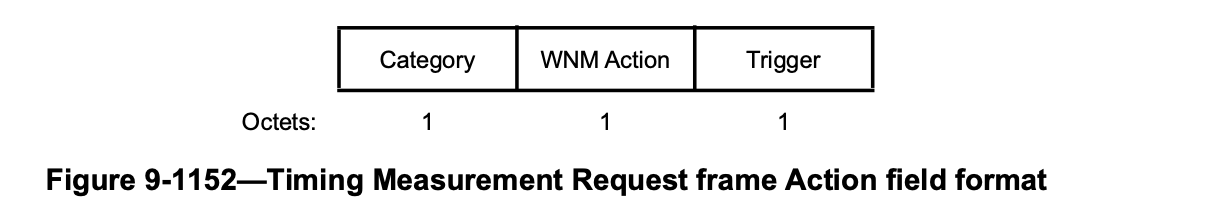 Category WNM Action Trigger
Octets: 1 1 1
Figure 9-1152—Timing Measurement Request frame Action field format